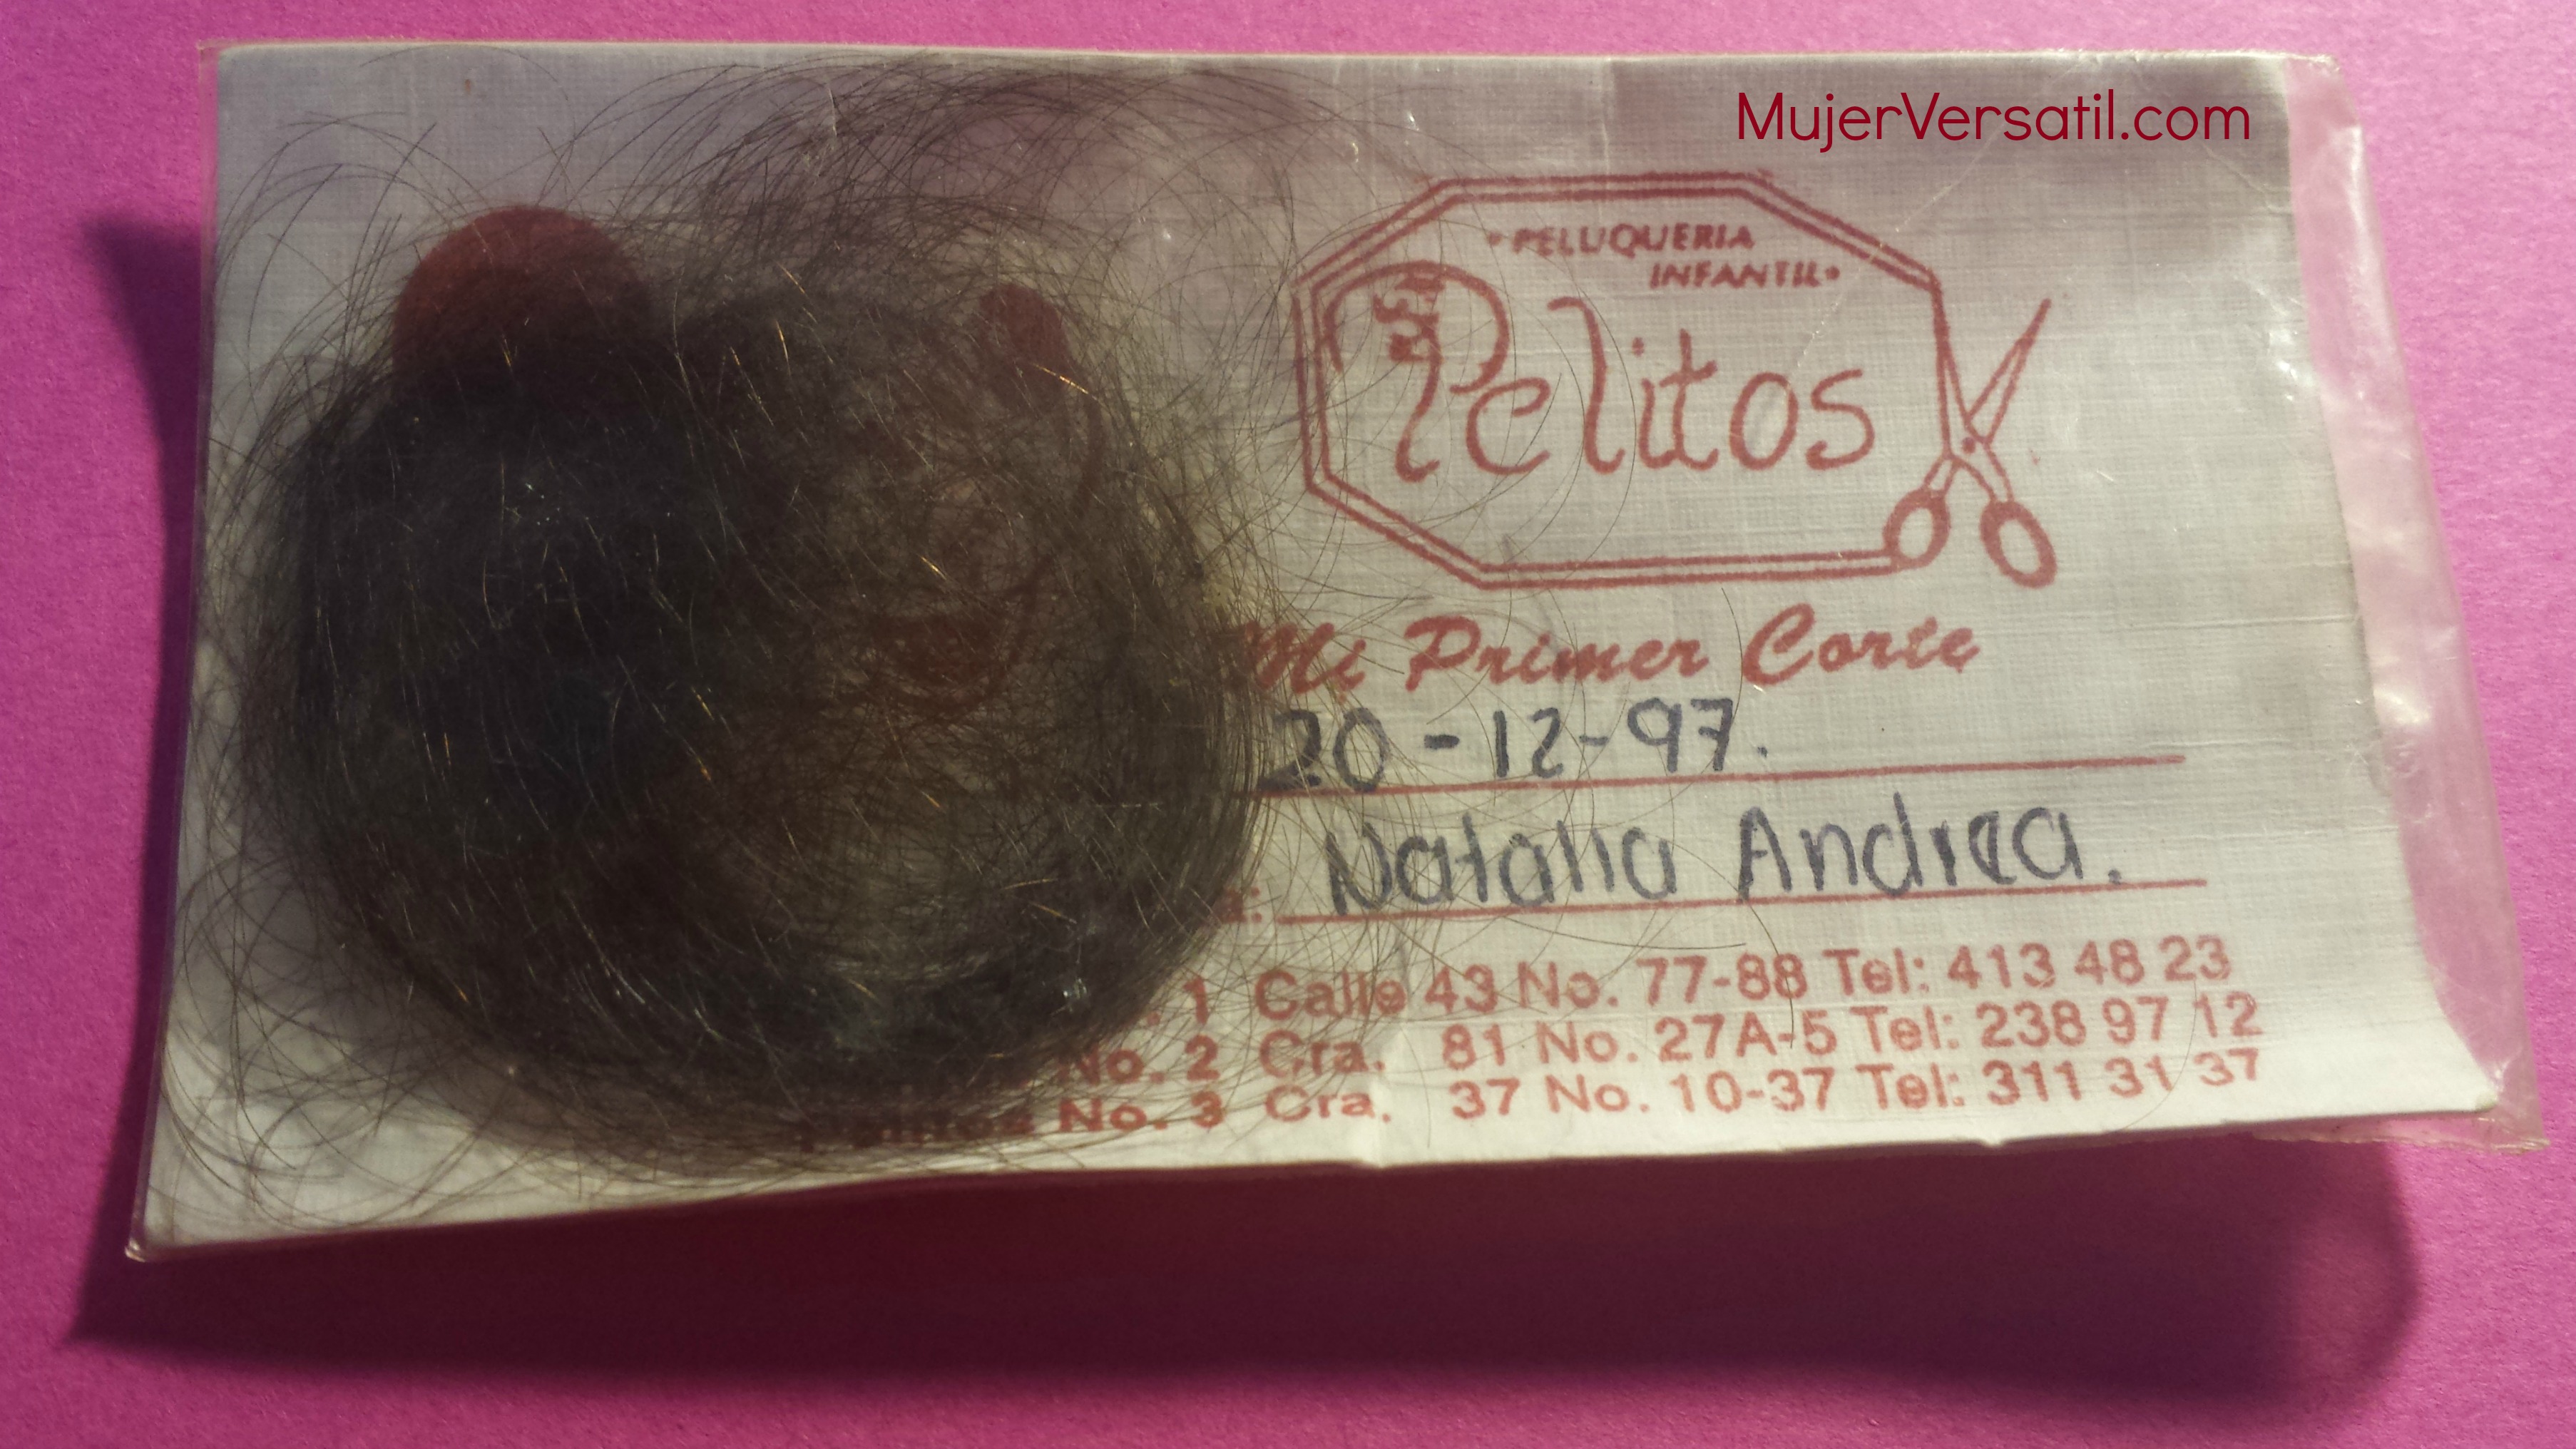 MujerVersatil.com
•PELUQUERIA
INFANTIL•
Pelitos
Mi Primer Corte
20-12-97.
Natalia Andrea.
1 Calle 43 No. 77-88 Tel: 413 48 23
No. 2 Cra. 81 No. 27A-5 Tel: 238 97 12
No. 3 Cra. 37 No. 10-37 Tel: 311 31 37